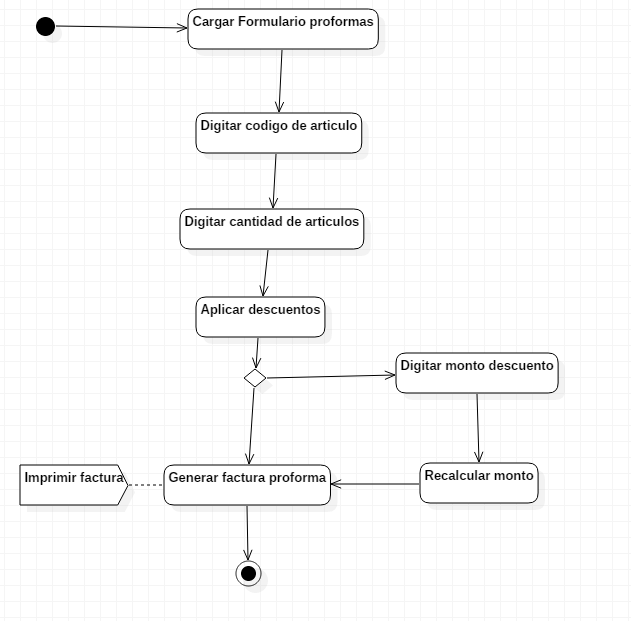 Cargar Formulario proformas
Digitar codigo de articulo
Digitar cantidad de articulos
Aplicar descuentos
Digitar monto descuento
Imprimir factura
Generar factura proforma
Recalcular monto